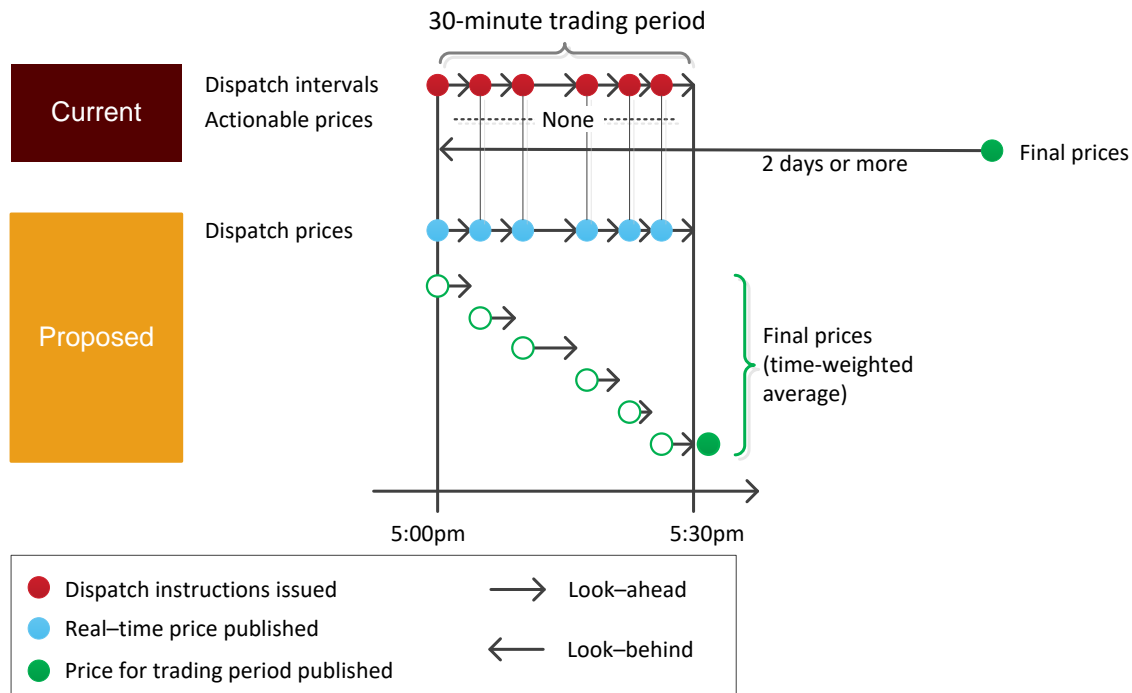 30-minute trading period
Current
Dispatch intervals
Actionable prices
None
2 days or more
Final prices
Proposed
Dispatch prices
Final prices
(time-weighted
average)
5:00pm
5:30pm
Dispatch instructions issued
Look–ahead
Real–time price published
Look–behind
Price for trading period published